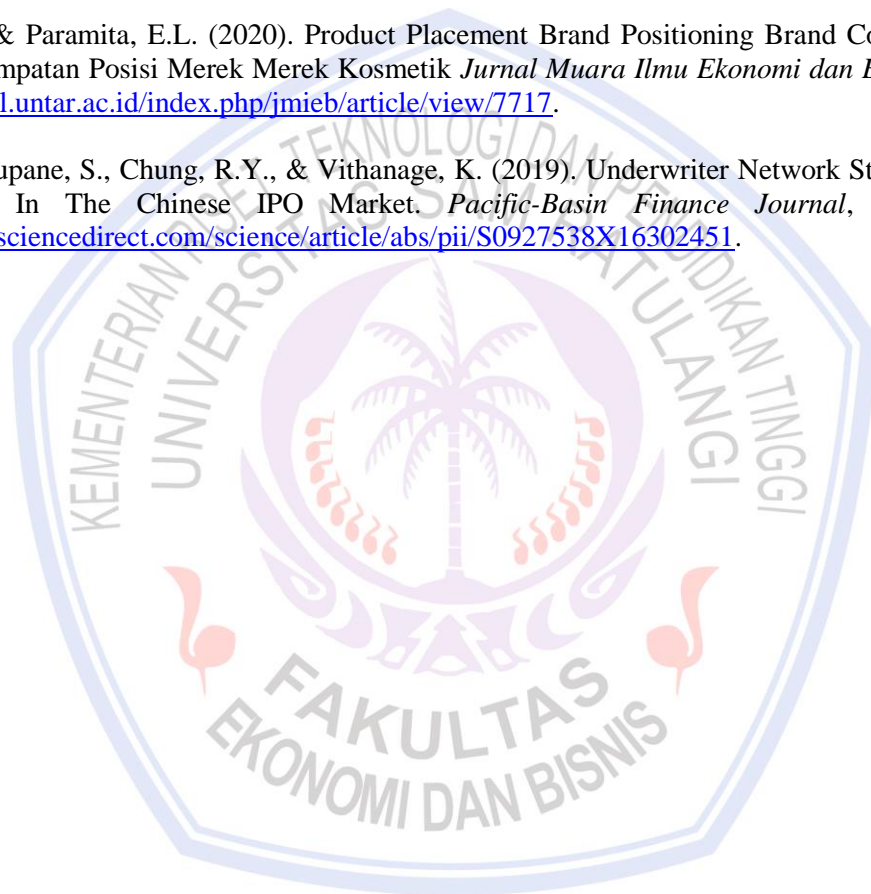 & Paramita, E.L. (2020). Product Placement Brand Positioning Brand Co
mpatan Posisi Merek Merek Kosmetik Jurnal Muara Ilmu Ekonomi dan E
l.untar.ac.id/index.php/jmieb/article/view/7717.
upane, S., Chung, R.Y., & Vithanage, K. (2019). Underwriter Network St
In The Chinese IPO Market. Pacific-Basin Finance Journal,
sciencedirect.com/science/article/abs/pii/S0927538X16302451.
KEMENTERIAN RISET TEKNOLOGI DAN PENDIDIKAN TINGGI
UNIVERSITAS SAM RATULANGI
FAKULTAS
EKONOMI DAN BISNIS